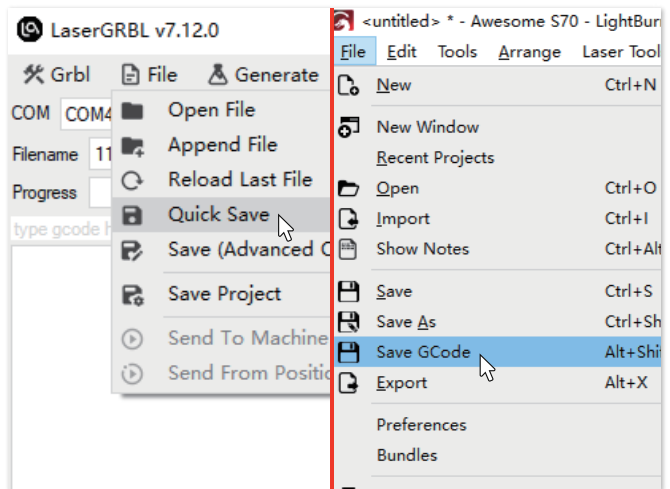 LaserGRBL v7.12.0
Grbl File Generate
COM COM4
Filename 11
Progress
type gcode h
Open File
Append File
Reload Last File
Quick Save
Save (Advanced O
Save Project
Send To Machine
Send From Positio
<untitled> * - Awesome S70 - LightBurn
File Edit Tools Arrange Laser Tool
New Ctrl+N
New Window
Recent Projects
Open Ctrl+O
Import Ctrl+I
Show Notes Ctrl+Alt
Save Ctrl+S
Save As Ctrl+Sh
Save GCode Alt+Shi
Export Alt+X
Preferences
Bundles